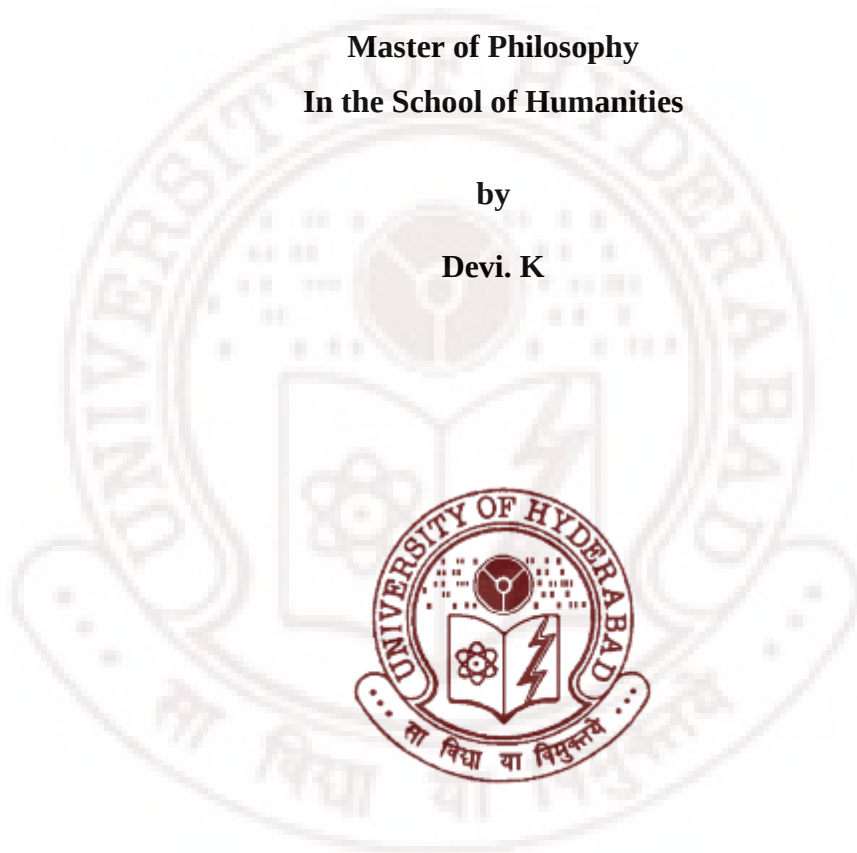 Master of Philosophy
In the School of Humanities
by
Devi. K
UNIVERSITY OF HYDERABAD
सा विद्या या विमुक्तये